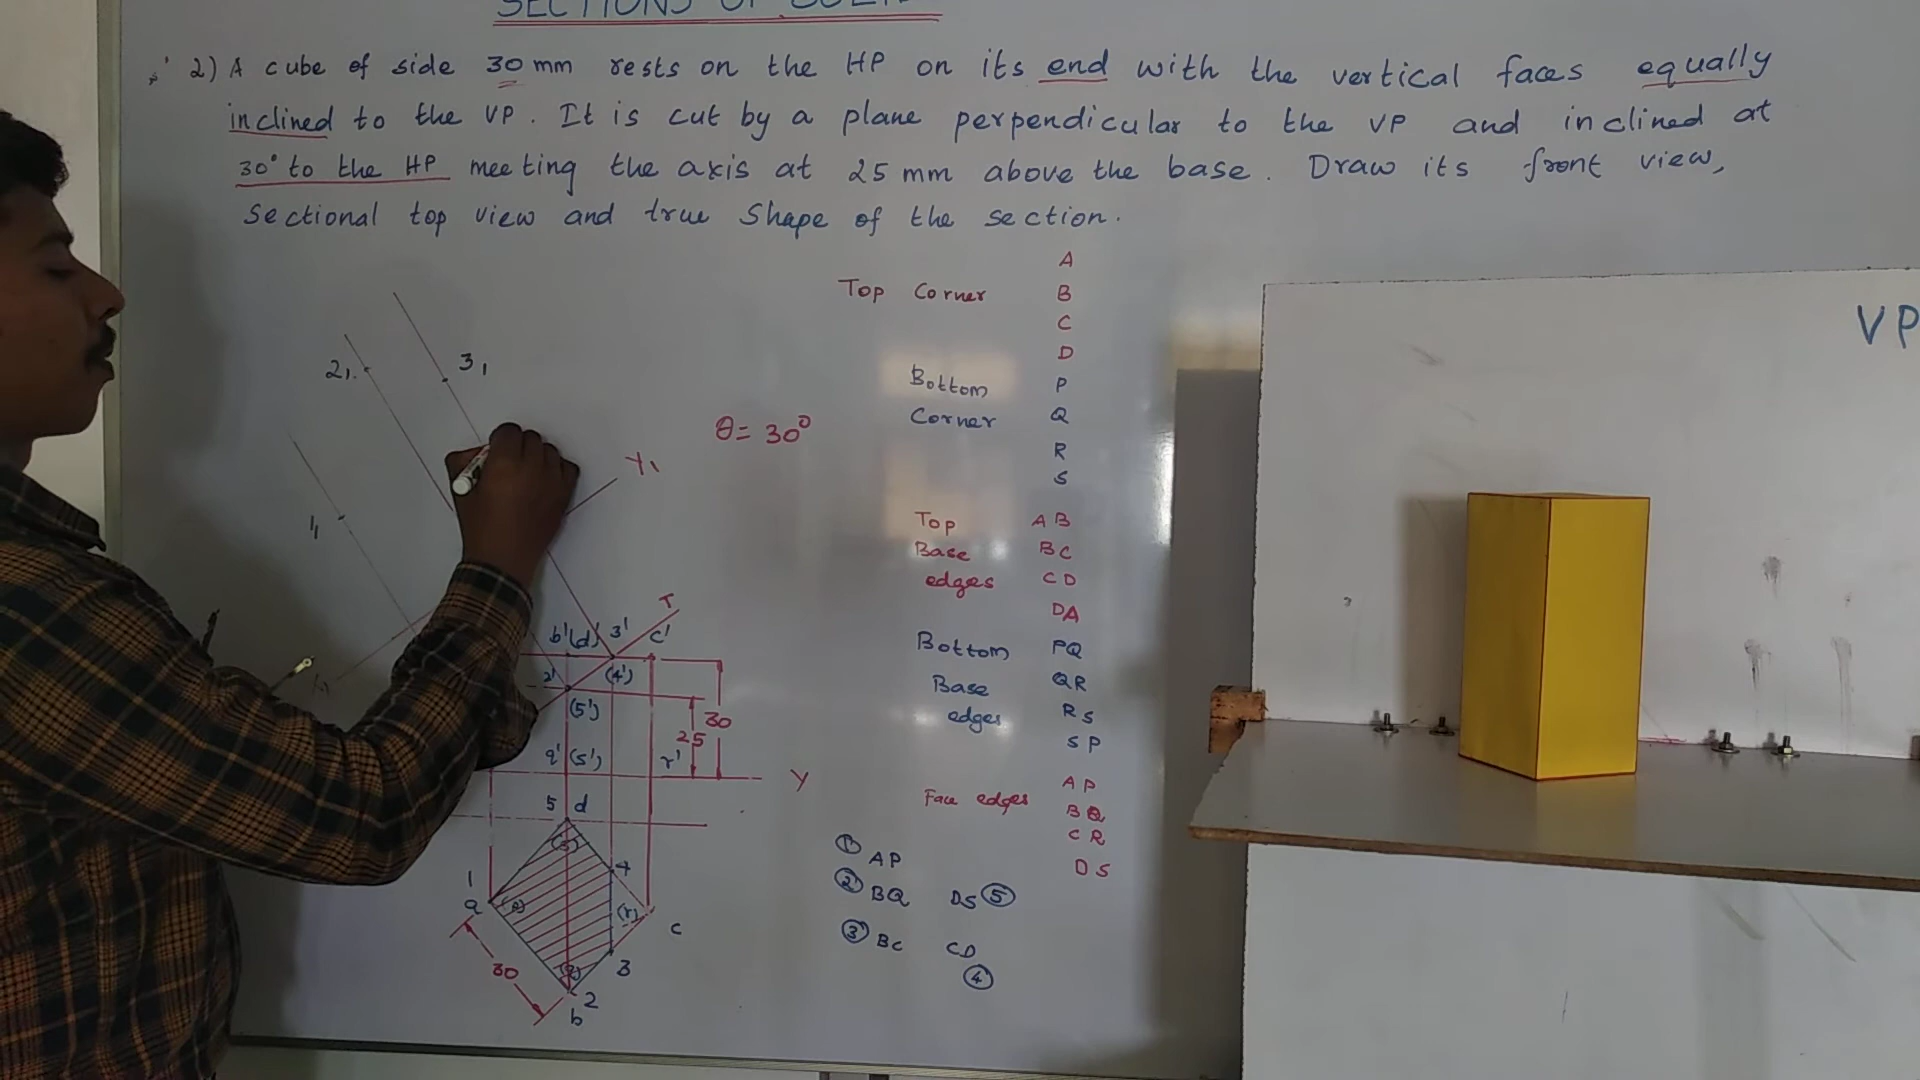 SECTIONS OF
2) A cube of side 30 mm rests on the HP on its end with the vertical faces equally
inclined to the VP. It is cut by a plane perpendicular to the VP and inclined at
30° to the HP meeting the axis at 25 mm above the base. Draw its front view,
Sectional top view and true Shape of the section.
A
Top Corner B
C
D
Bottom P
Corner Q
R
S
Top AB
Base BC
edges CD
DA
Bottom PQ
Base QR
edges RS
SP
Face edges AP
BQ
CR
DS
① AP
② BQ DS ⑤
③ BC CD
④
θ = 30°
VP
2₁
3₁
1₁
Y₁
T
b'(d') 3' c'
2' (4')
(5')
30
25
q' (s') r'
Y
5 d
(s)
4
1
a (p)
(r)
c
(q) 3
30
2
b